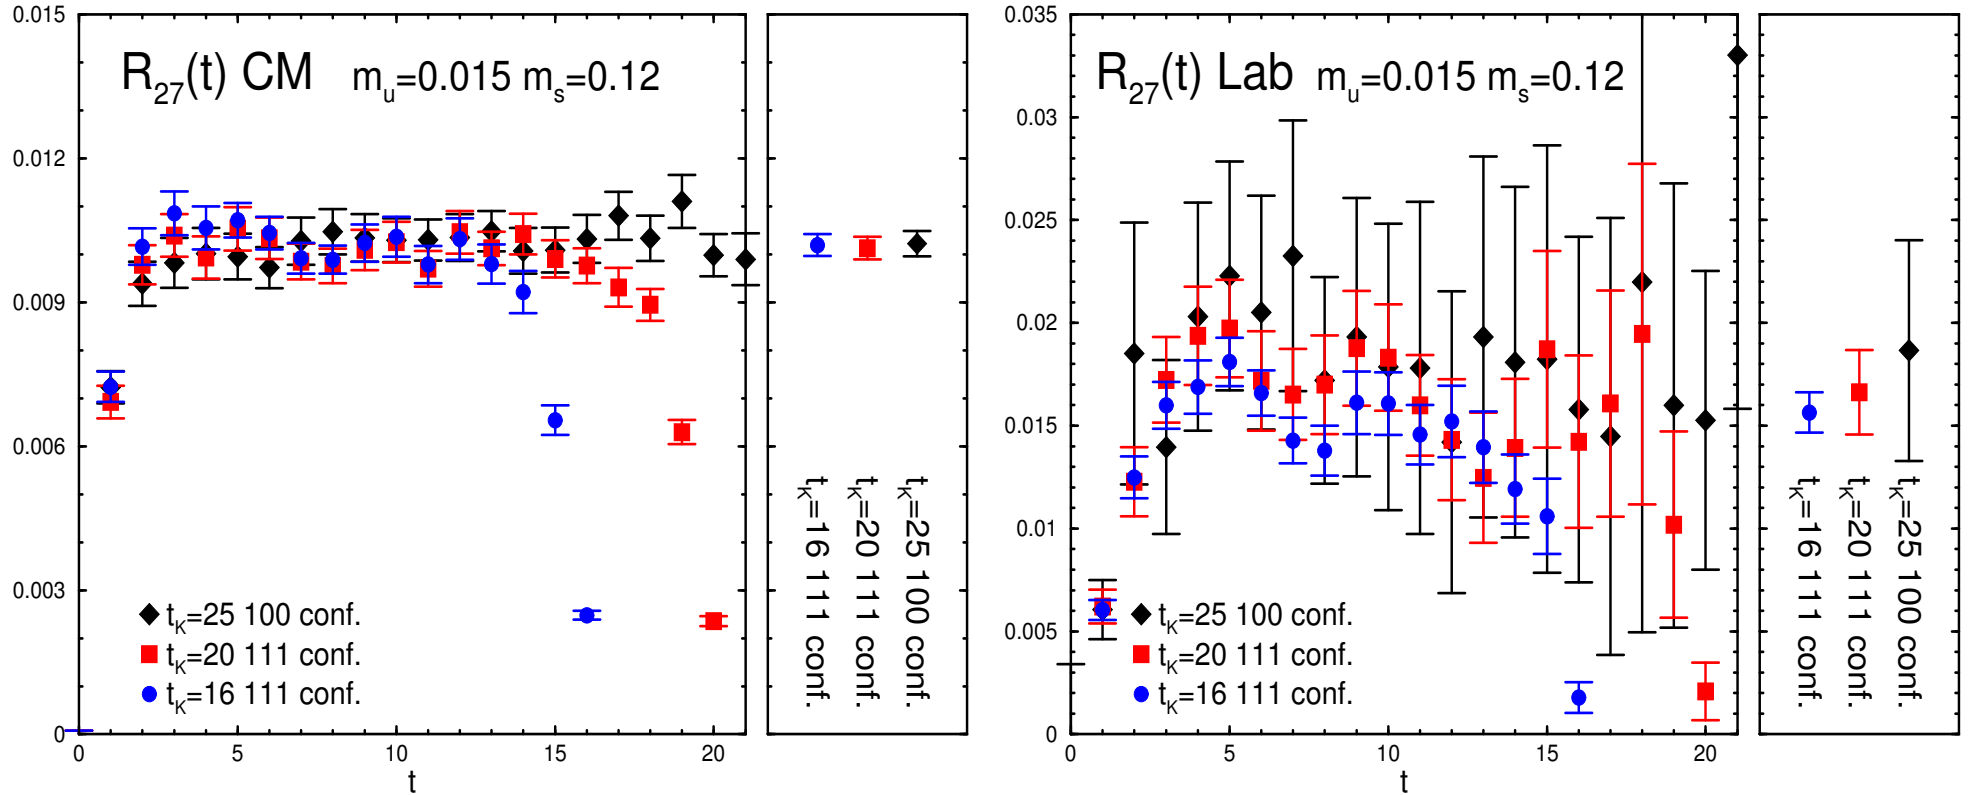 R27(t) CM mu=0.015 ms=0.12
0.015
0.012
0.009
0.006
0.003
0
0 5 10 15 20
t
tK=25 100 conf.
tK=20 111 conf.
tK=16 111 conf.
tK=16 111 conf.
tK=20 111 conf.
tK=25 100 conf.
R27(t) Lab mu=0.015 ms=0.12
0.035
0.03
0.025
0.02
0.015
0.01
0.005
0
0 5 10 15 20
t
tK=25 100 conf.
tK=20 111 conf.
tK=16 111 conf.
tK=16 111 conf.
tK=20 111 conf.
tK=25 100 conf.